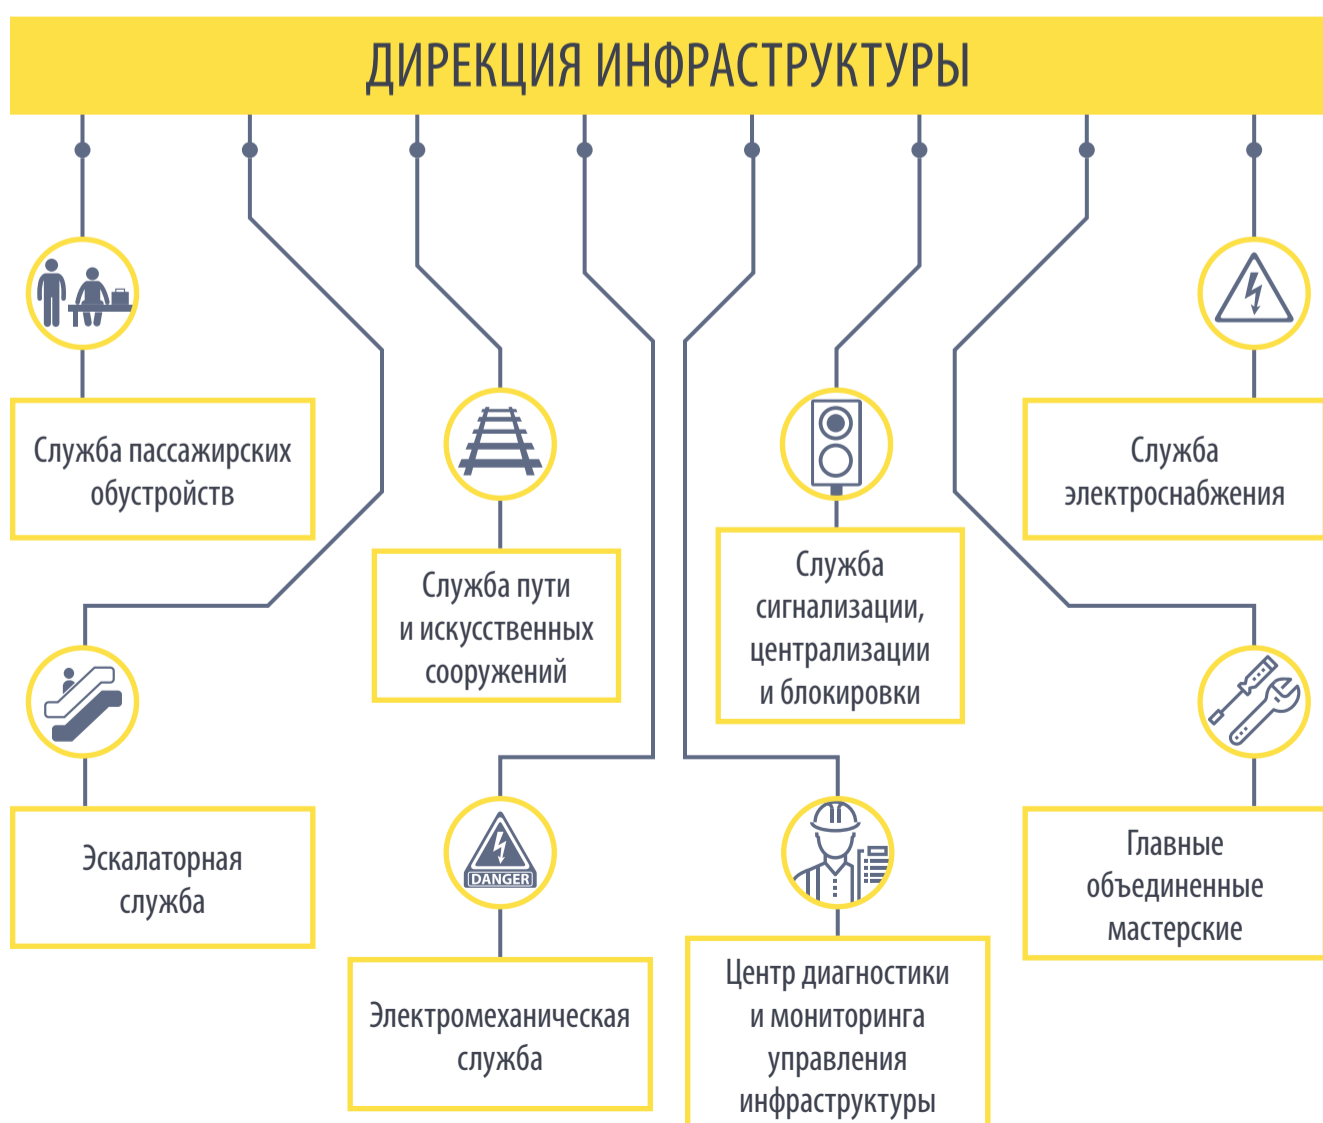 ДИРЕКЦИЯ ИНФРАСТРУКТУРЫ
Служба пассажирских
обустройств
Служба
электроснабжения
Служба пути
и искусственных
сооружений
Служба
сигнализации,
централизации
и блокировки
Эскалаторная
служба
DANGER
Электромеханическая
служба
Центр диагностики
и мониторинга
управления
инфраструктуры
Главные
объединенные
мастерские